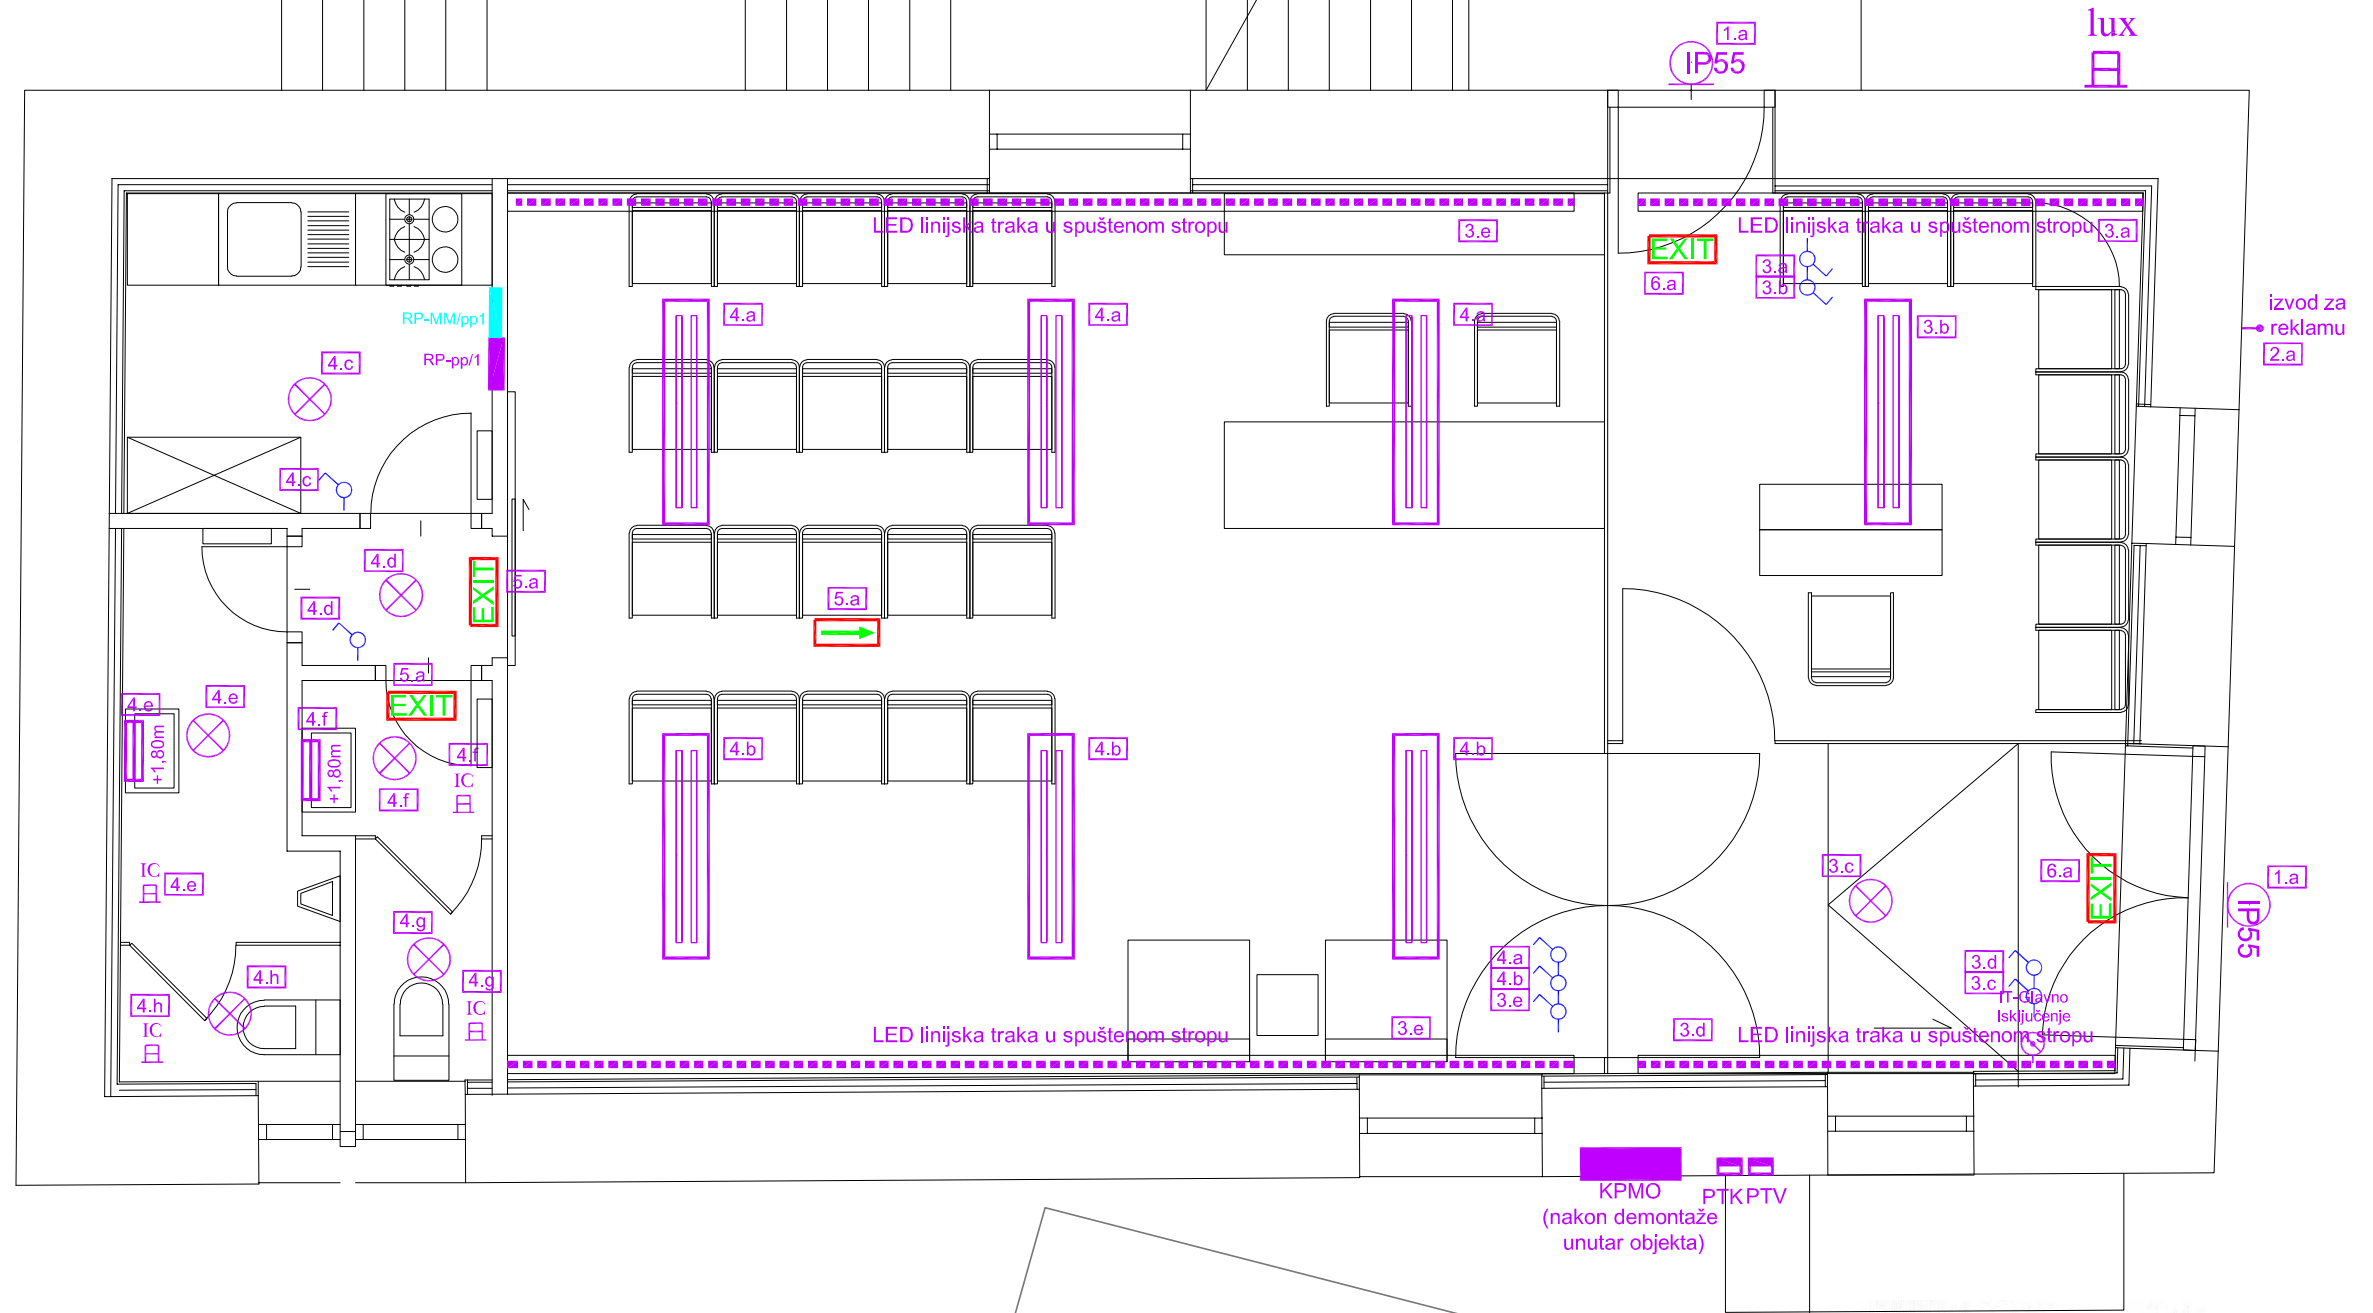 lux
1.a
IP55
LED linijska traka u spuštenom stropu
3.e
LED linijska traka u spuštenom stropu
3.a
EXIT
6.a
3.a
3.b
izvod za
reklamu
2.a
RP-MM/pp1
RP-pp/1
4.c
4.a
4.a
4.a
3.b
4.c
4.d
4.d
EXIT
5.a
5.a
5.a
EXIT
4.e
4.e
+1,80m
4.f
+1,80m
4.f
IC
4.f
4.b
4.b
4.b
IC
4.e
3.c
6.a
EXIT
1.a
IP55
4.g
4.g
IC
4.h
4.h
IC
4.a
4.b
3.e
3.d
3.c
IT-Glavno
Isključenje
LED linijska traka u spuštenom stropu
3.e
3.d
LED linijska traka u spuštenom stropu
KPMO
(nakon demontaže
unutar objekta)
PTK
PTV